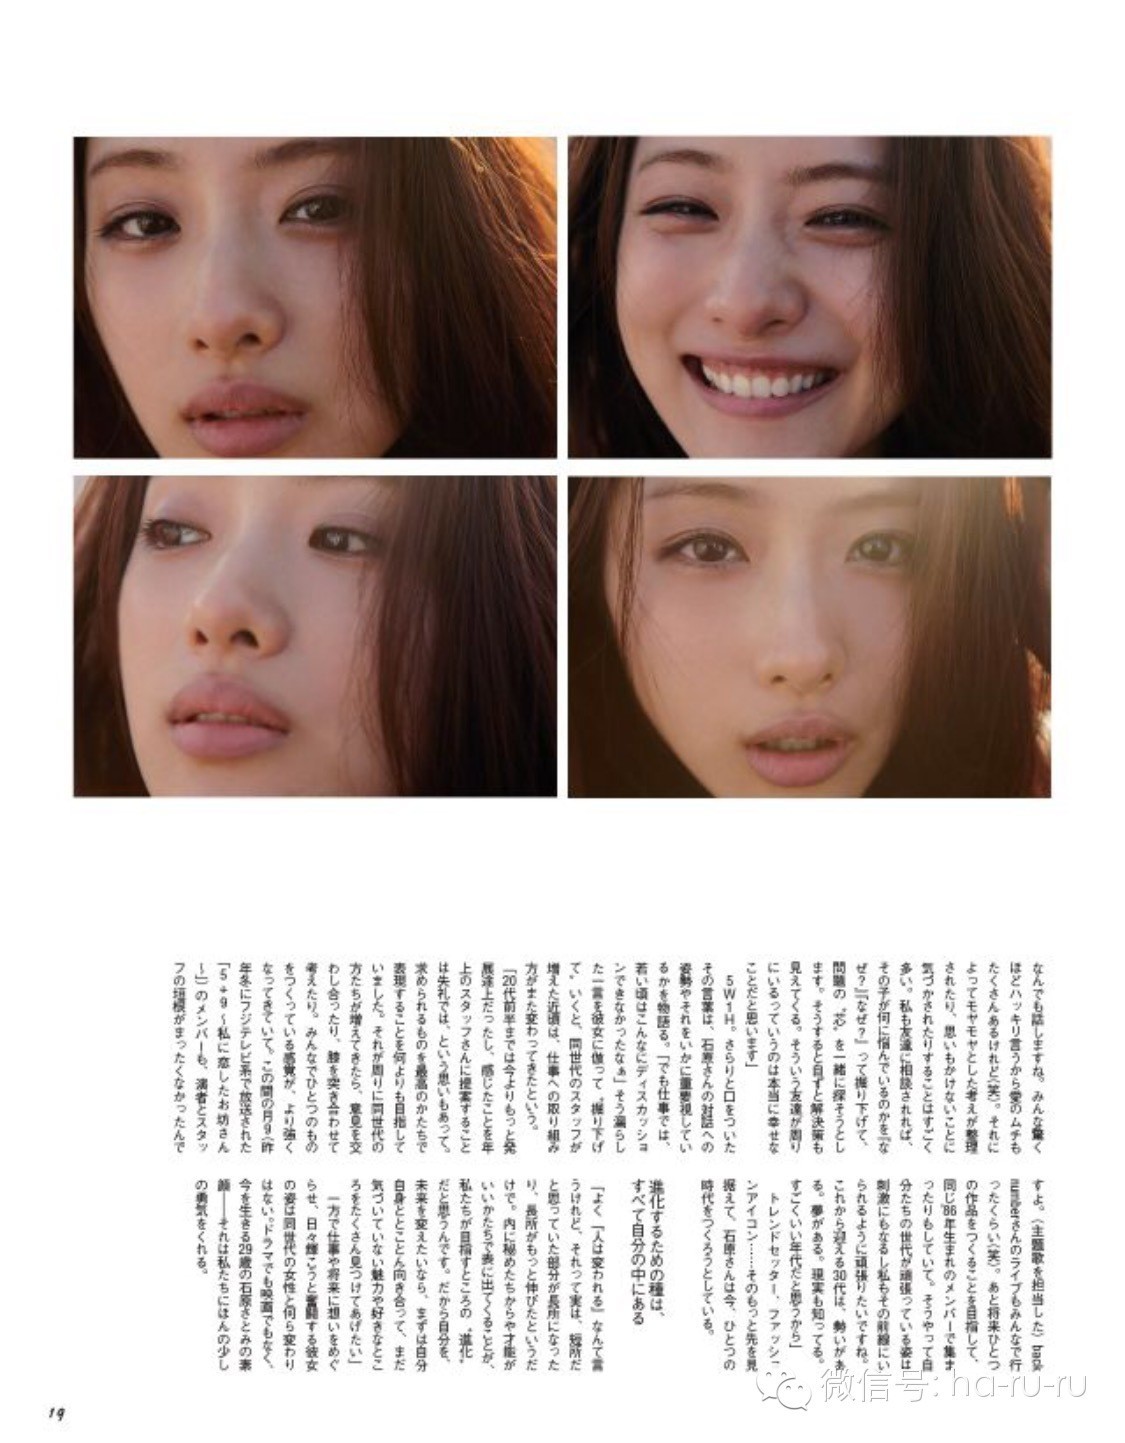 なんでも話しますね。みんな驚く
ほどハッキリ言うから愛のムチも
たくさんあるけれど(笑)。それに
よってモヤモヤとした考えが整理
されたり、思いもかけないことに
気づかされたりすることはすごく
多い。私も友達に相談されれば、
その子が何に悩んでいるのかを『な
ぜ?』『なぜ?』って掘り下げて、
問題の〝芯〟を一緒に探そうとし
ます。そうすると自ずと解決策も
見えてくる。そういう友達が周り
にいるっていうのは本当に幸せな
ことだと思います」
5W1H。さらりと口をついた
その言葉は、石原さんの対話への
姿勢やそれをいかに重要視してい
るかを物語る。「でも仕事では、
若い頃はこんなにディスカッショ
ンできなかったなぁ」そう漏らし
た一言を彼女に倣って〝掘り下げ
て〟いくと、同世代のスタッフが
増えた近頃は、仕事への取り組み
方がまた変わってきたという。
「20代前半までは今よりもっと発
展途上だったし、感じたことを年
上のスタッフさんに提案すること
は失礼では、という思いもあって。
求められるものを最高のかたちで
表現することを何よりも目指して
いました。それが周りに同世代の
方たちが増えてきたら、意見を交
わし合ったり、膝を突き合わせて
考えたり。みんなでひとつのもの
をつくっている感覚が、より強く
なってきていて。この間の月9〈昨
年冬にフジテレビ系で放送された
「5→9〜私に恋したお坊さん
〜」〉のメンバーも、演者とスタッ
フの垣根がまったくなかったんで
すよ。〈主題歌を担当した〉back
numberさんのライブもみんなで行
ったくらい(笑)。あと将来ひとつ
の作品をつくることを目指して、
同じ'86年生まれのメンバーで集ま
ったりもしていて。そうやって自
分たちの世代が頑張っている姿は
刺激にもなるし私もその前線にい
られるように頑張りたいですね。
これから迎える30代は、勢いがあ
る。夢がある。現実も知ってる。
すごくいい年代だと思うから」
トレンドセッター、ファッショ
ンアイコン……そのもっと先を見
据えて、石原さんは今、ひとつの
時代をつくろうとしている。
進化するための種は、
すべて自分の中にある
「よく『人は変われる』なんて言
うけれど、それって実は、短所だ
と思っていた部分が長所になった
り、長所がもっと伸びたというだ
けで。内に秘めたちからや才能が
いいかたちで表に出てくることが、
私たちが目指すところの〝進化〟
だと思うんです。だから自分を、
未来を変えたいなら、まずは自分
自身ととことん向き合って、まだ
気づいていない魅力や好きなとこ
ろをたくさん見つけてあげたい」
一方で仕事や将来に想いをめぐ
らせ、日々輝こうと奮闘する彼女
の姿は同世代の女性と何ら変わり
はない。ドラマでも映画でもなく、
今を生きる29歳の石原さとみの素
顔――それは私たちにほんの少し
の勇気をくれる。
19
微信号: ha-ru-ru